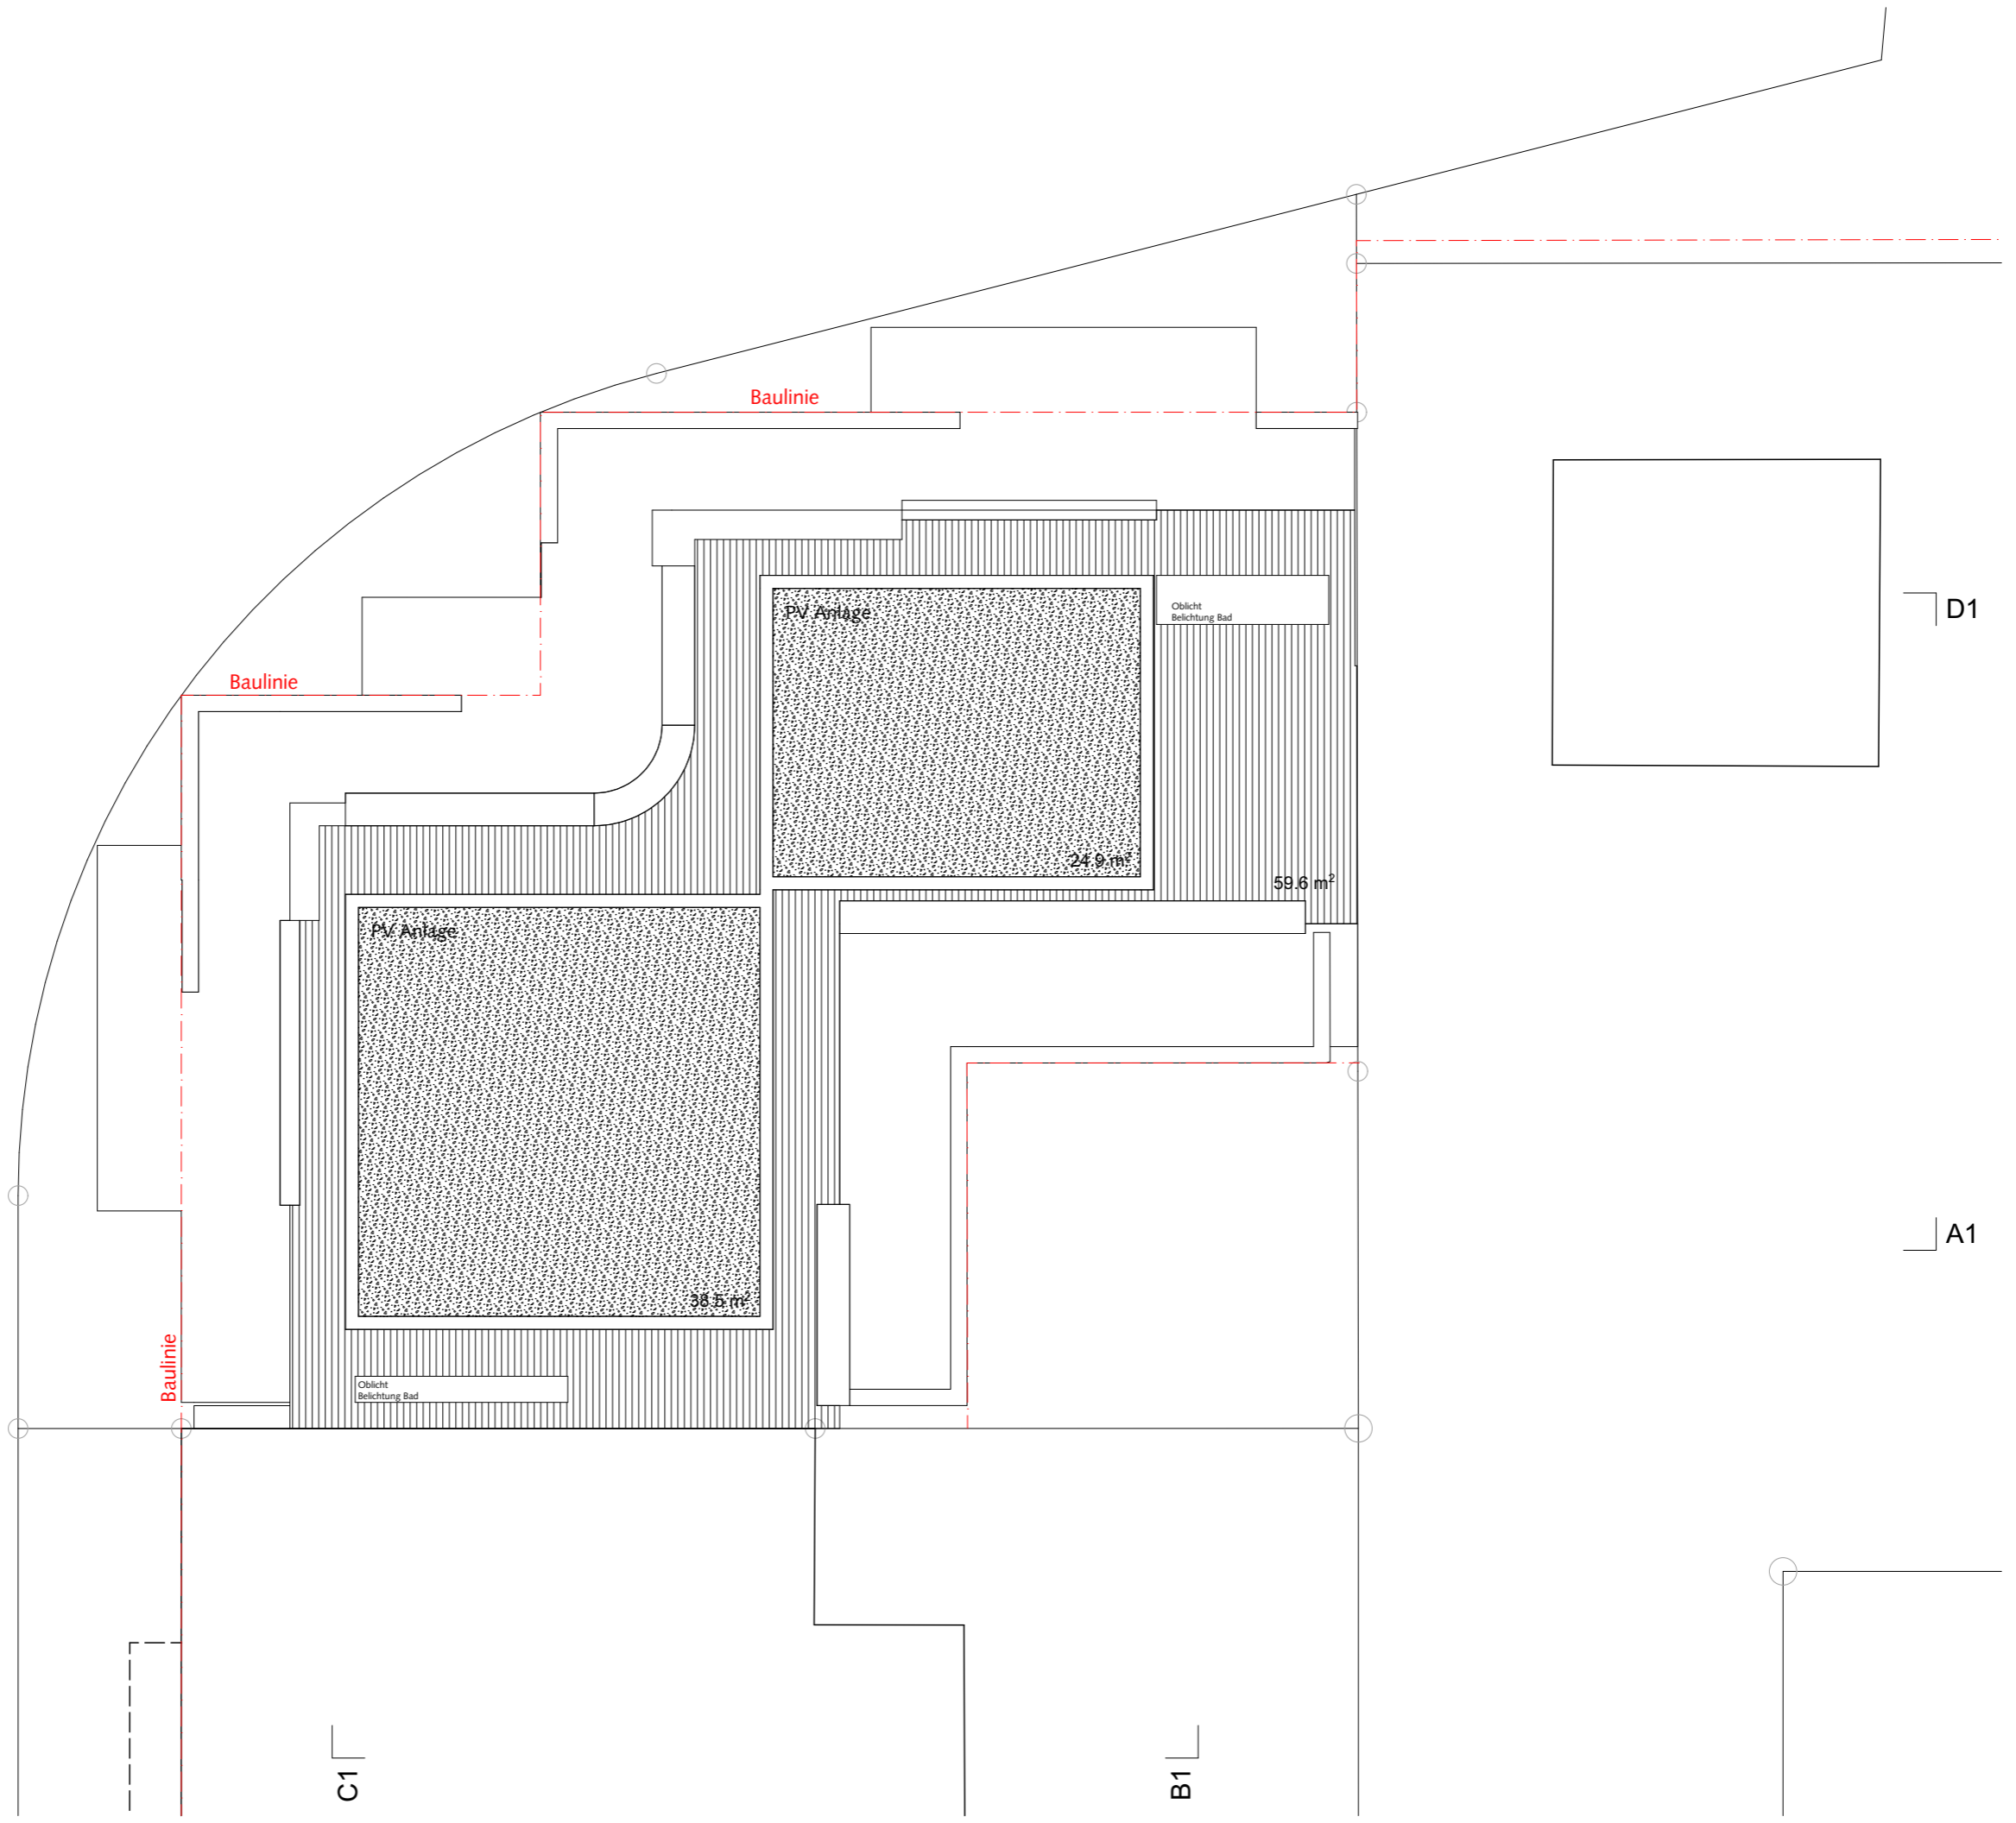 Baulinie
PV Anlage
Oblicht
Belichtung Bad
D1
Baulinie
24.9 m²
59.6 m²
PV Anlage
A1
38.5 m²
Baulinie
Oblicht
Belichtung Bad
C1
B1